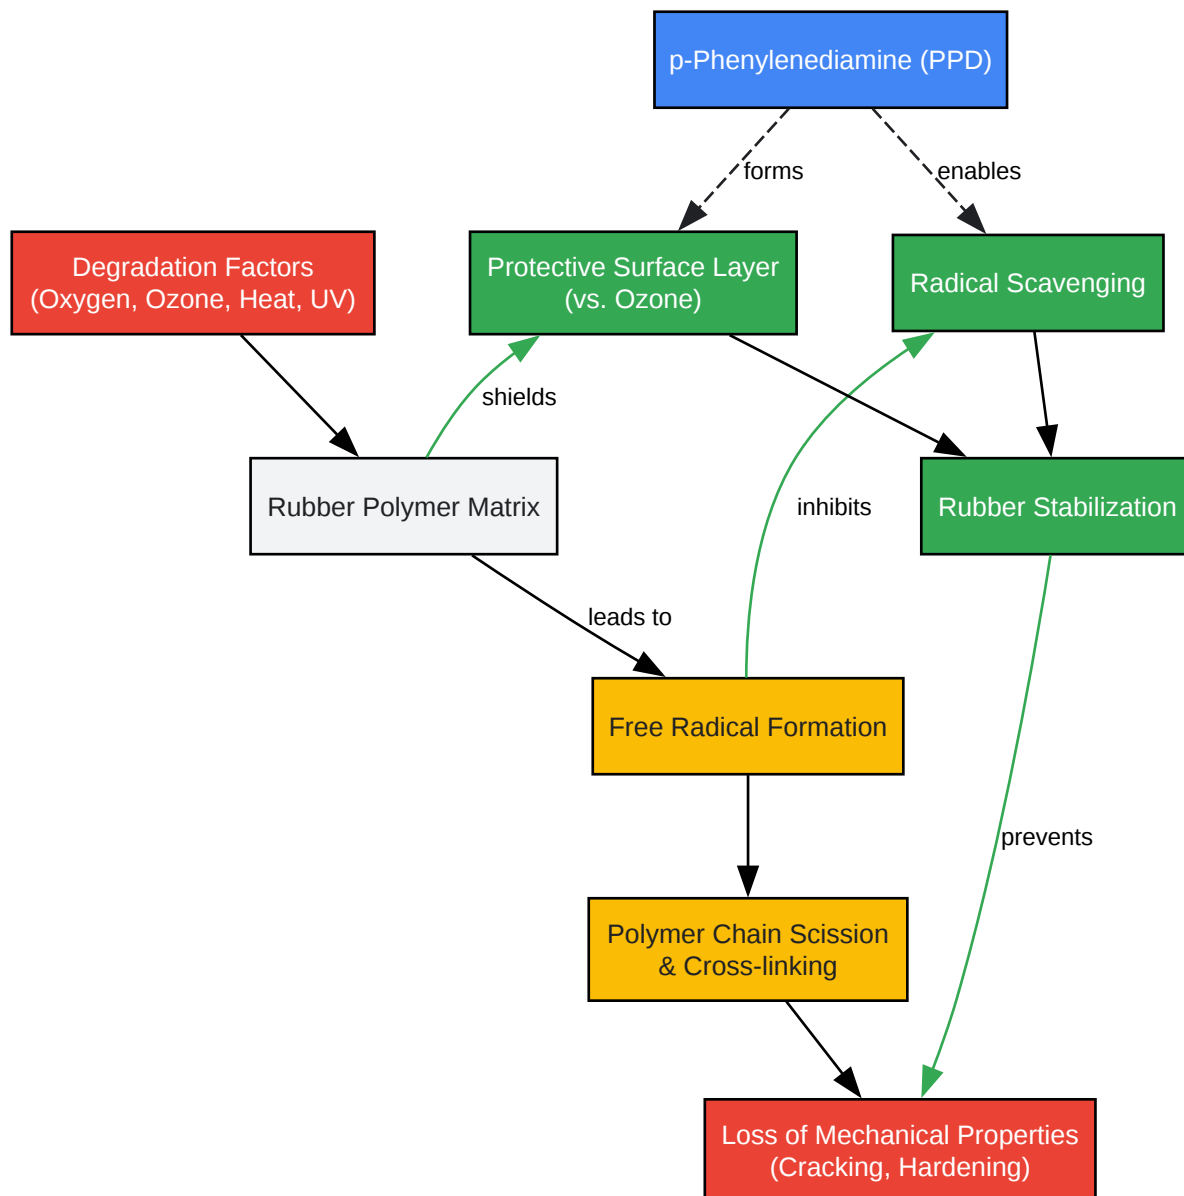 p-Phenylenediamine (PPD)
forms
enables
Degradation Factors
(Oxygen, Ozone, Heat, UV)
Protective Surface Layer
(vs. Ozone)
Radical Scavenging
shields
Rubber Polymer Matrix
inhibits
Rubber Stabilization
leads to
Free Radical Formation
prevents
Polymer Chain Scission
& Cross-linking
Loss of Mechanical Properties
(Cracking, Hardening)